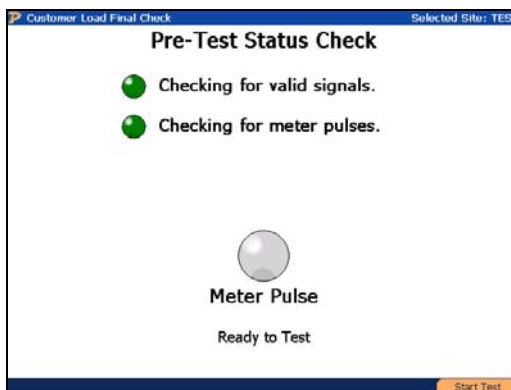 Customer Load Final Check Selected Site: TES
Pre-Test Status Check
Checking for valid signals.
Checking for meter pulses.
Meter Pulse
Ready to Test
Start Test